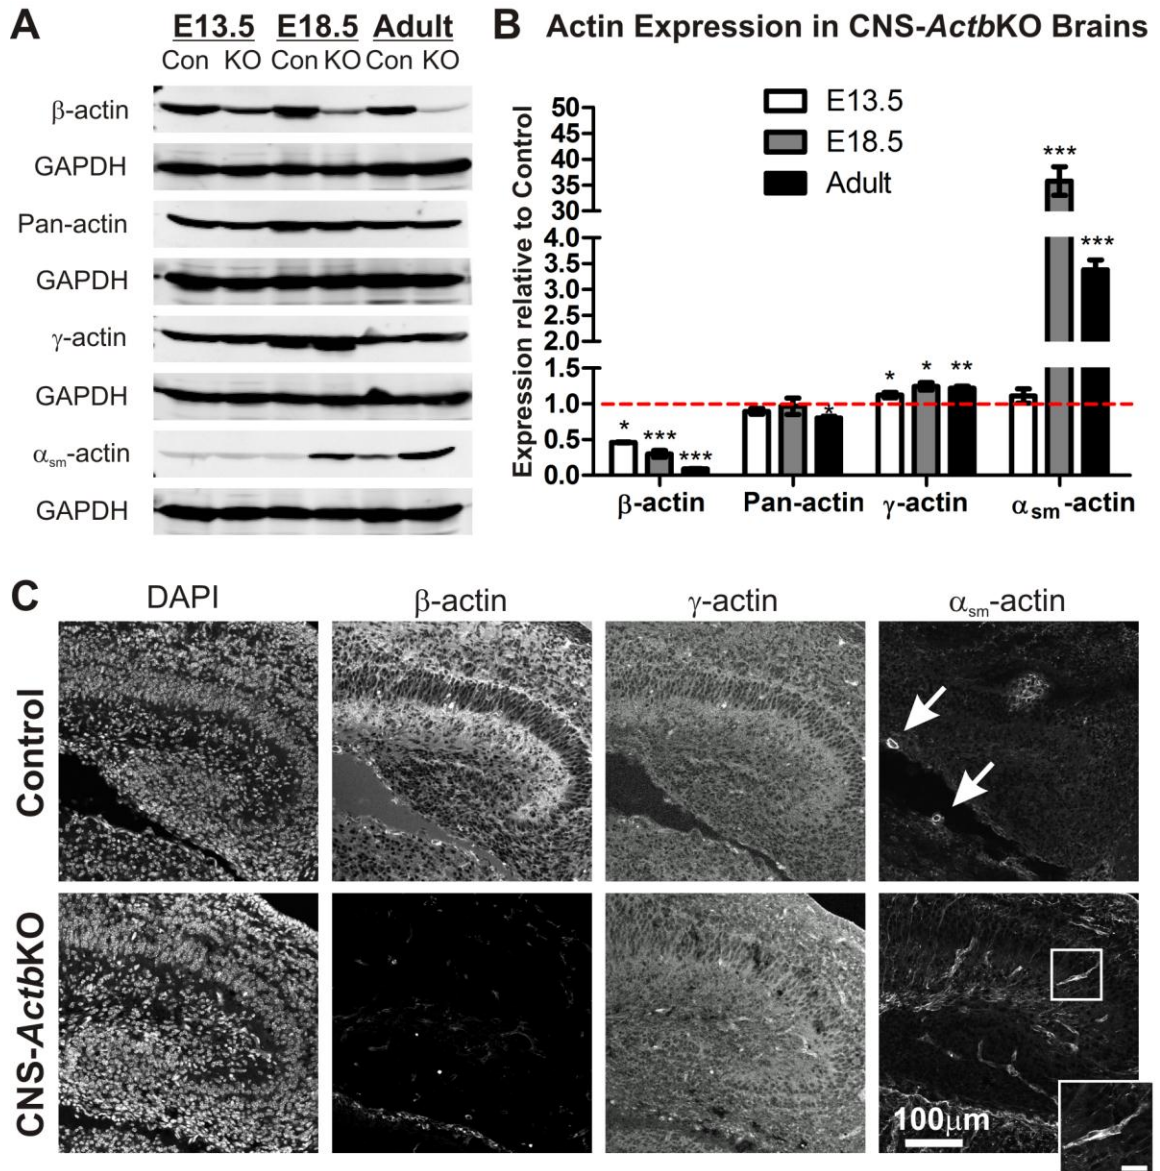 A
E13.5 E18.5 Adult
Con KO Con KO Con KO
β-actin
GAPDH
Pan-actin
GAPDH
γ-actin
GAPDH
αsm-actin
GAPDH
B Actin Expression in CNS-ActbKO Brains
Expression relative to Control
50
45
40
35
30
4.0
3.5
3.0
2.5
2.0
1.5
1.0
0.5
0.0
E13.5
E18.5
Adult
* *** ***
*
* * **
*** ***
β-actin Pan-actin γ-actin αsm-actin
C
DAPI β-actin γ-actin αsm-actin
Control
CNS-ActbKO
100μm